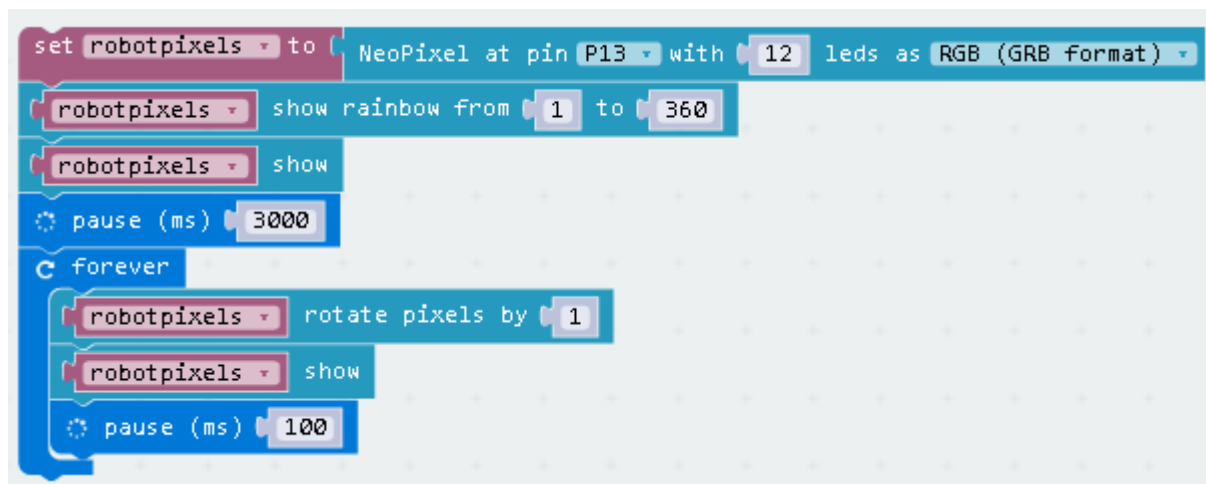 set robotpixels to NeoPixel at pin P13 with 12 leds as RGB (GRB format)
robotpixels show rainbow from 1 to 360
robotpixels show
pause (ms) 3000
forever
robotpixels rotate pixels by 1
robotpixels show
pause (ms) 100